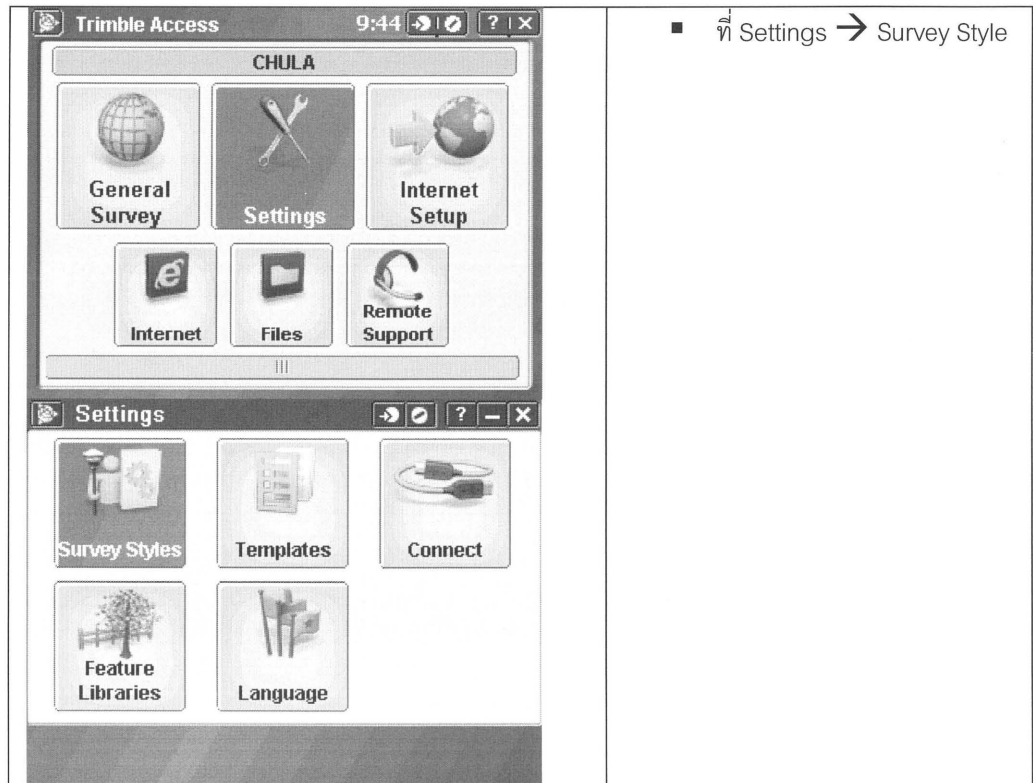 Trimble Access 9:44 ? X
CHULA
General Survey
Settings
Internet Setup
Internet
Files
Remote Support
Settings ? – X
Survey Styles
Templates
Connect
Feature Libraries
Language
▪ ที่ Settings → Survey Style